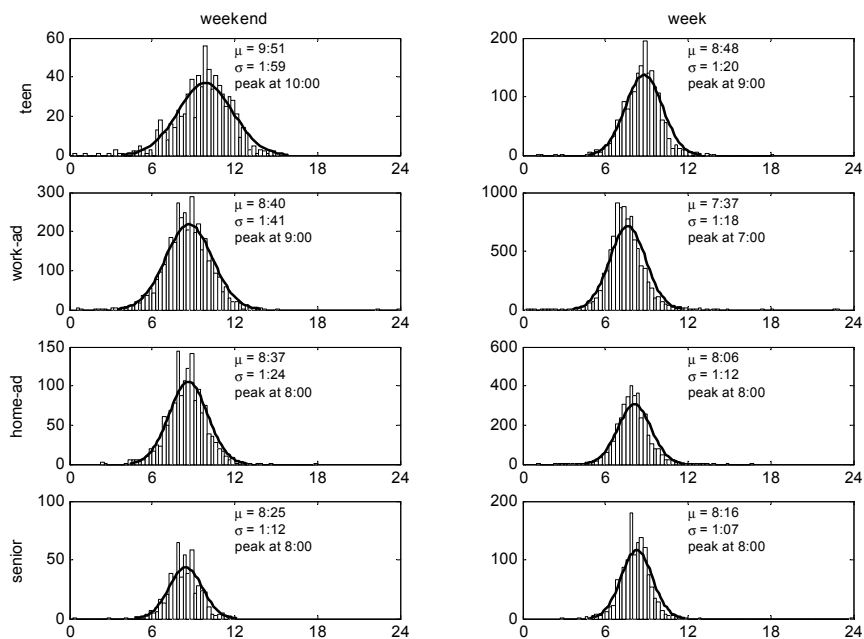 weekend
week
60
40
20
0
teen
μ = 9:51
σ = 1:59
peak at 10:00
0 6 12 18 24
200
100
0
μ = 8:48
σ = 1:20
peak at 9:00
0 6 12 18 24
300
200
100
0
work-ad
μ = 8:40
σ = 1:41
peak at 9:00
0 6 12 18 24
1000
500
0
μ = 7:37
σ = 1:18
peak at 7:00
0 6 12 18 24
150
100
50
0
home-ad
μ = 8:37
σ = 1:24
peak at 8:00
0 6 12 18 24
600
400
200
0
μ = 8:06
σ = 1:12
peak at 8:00
0 6 12 18 24
100
50
0
senior
μ = 8:25
σ = 1:12
peak at 8:00
0 6 12 18 24
200
100
0
μ = 8:16
σ = 1:07
peak at 8:00
0 6 12 18 24